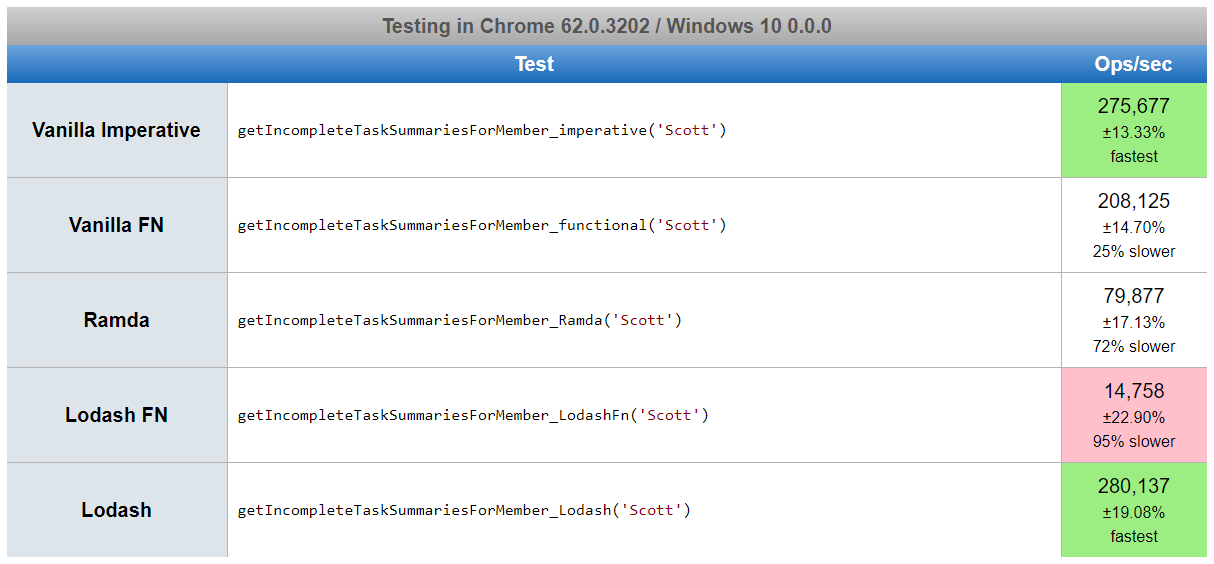 Testing in Chrome 62.0.3202 / Windows 10 0.0.0
Test Ops/sec
Vanilla Imperative getIncompleteTaskSummariesForMember_imperative('Scott') 275,677
±13.33%
fastest
Vanilla FN getIncompleteTaskSummariesForMember_functional('Scott') 208,125
±14.70%
25% slower
Ramda getIncompleteTaskSummariesForMember_Ramda('Scott') 79,877
±17.13%
72% slower
Lodash FN getIncompleteTaskSummariesForMember_LodashFn('Scott') 14,758
±22.90%
95% slower
Lodash getIncompleteTaskSummariesForMember_Lodash('Scott') 280,137
±19.08%
fastest